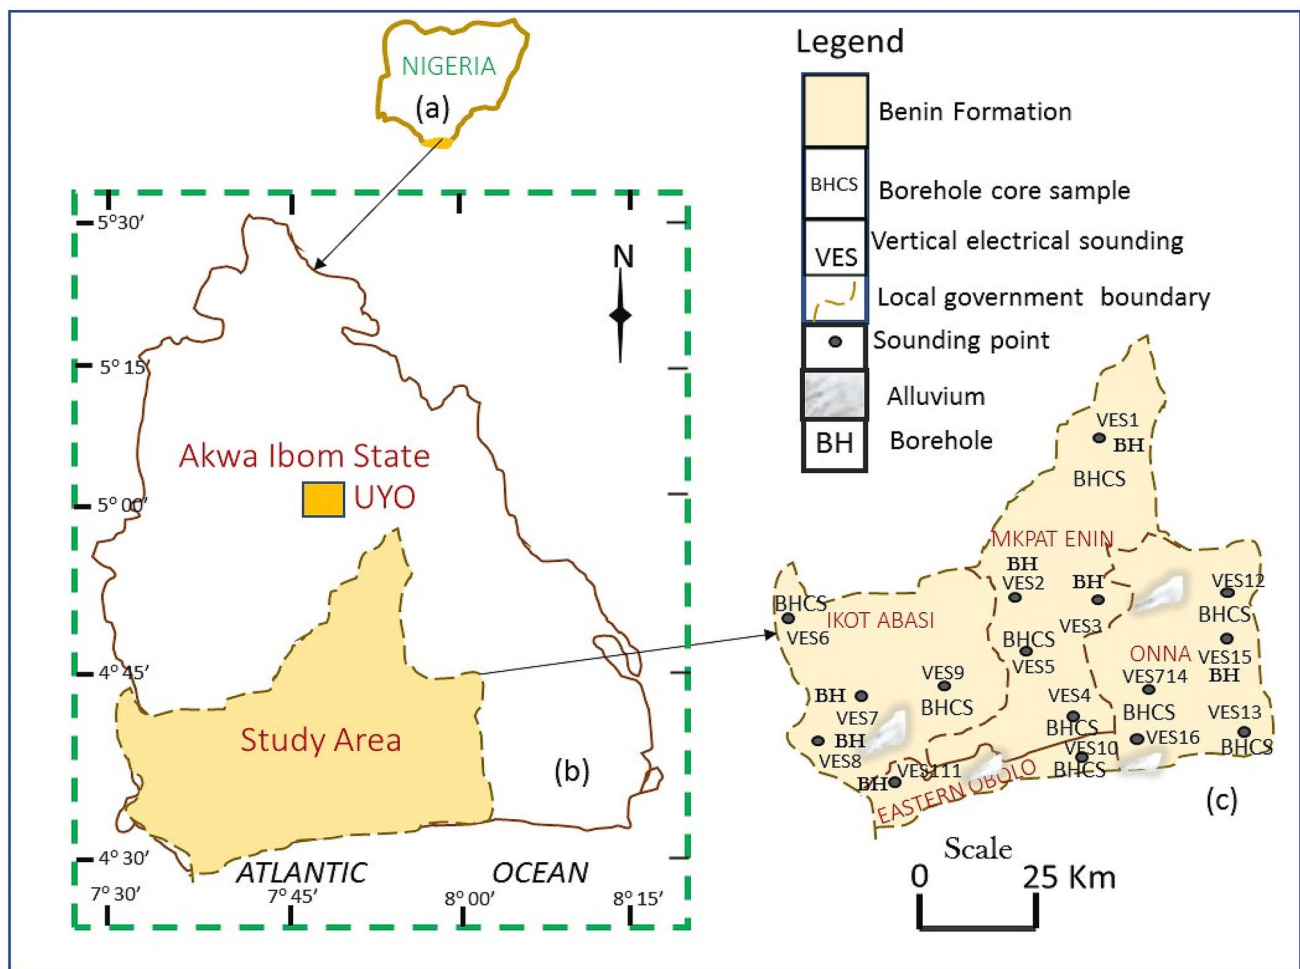 NIGERIA
(a)
Legend
Benin Formation
BHCS
Borehole core sample
VES
Vertical electrical sounding
Local government boundary
Sounding point
Alluvium
BH
Borehole
5°30’
5° 15’
5° 00’
4°45’
4°30’
7°30’
7°45’
8°00’
8°15’
N
Akwa Ibom State
UYO
Study Area
(b)
ATLANTIC OCEAN
VES1
BH
BHCS
MKPAT ENIN
BH
VES2
BH
VES3
BHCS
VES5
VES4
BHCS
BHCS
VES6
IKOT ABASI
VES9
BHCS
BH
VES7
BH
VES8
VES111
BH
EASTERN OBOLO
VES10
BHCS
VES12
BHCS
ONNA
VES15
BH
VES714
BHCS
VES13
BHCS
VES16
(c)
Scale
0 25 Km